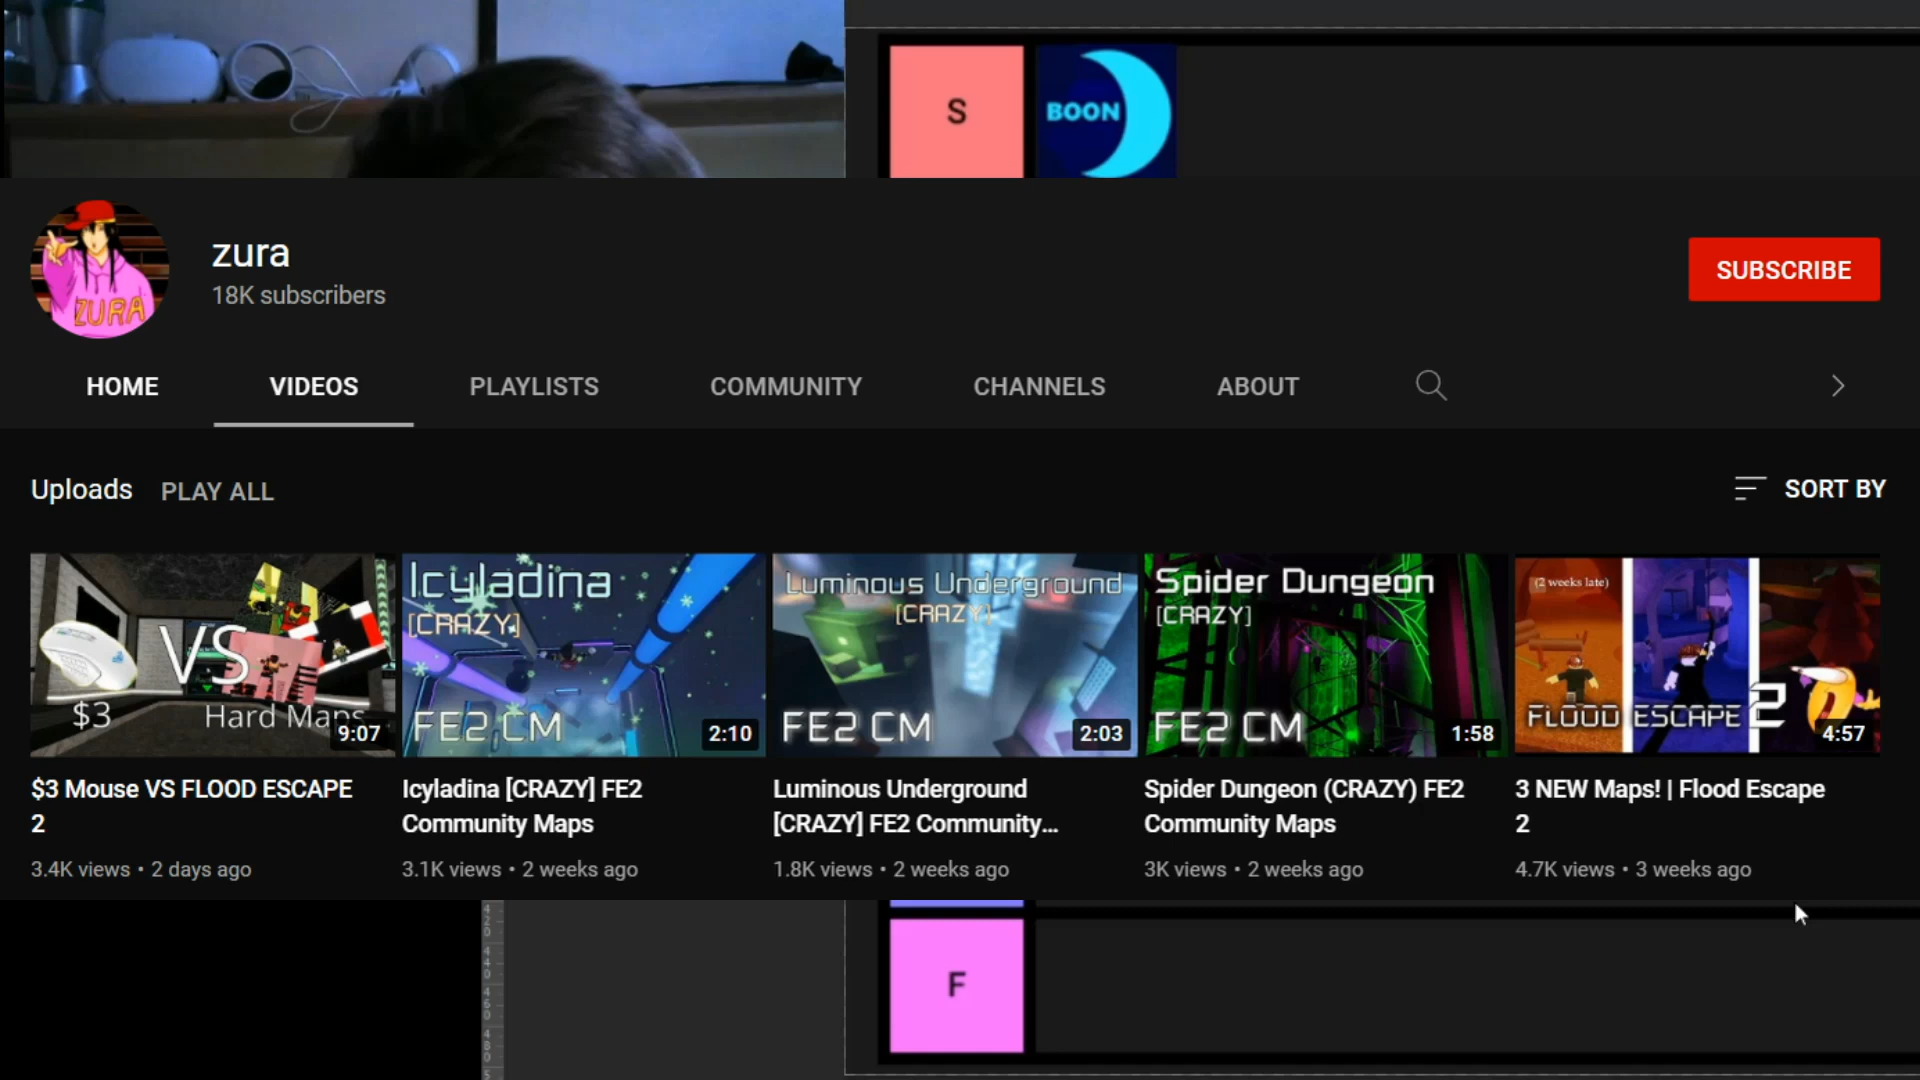 S
BOON
ZURA
zura
18K subscribers
SUBSCRIBE
HOME
VIDEOS
PLAYLISTS
COMMUNITY
CHANNELS
ABOUT
Uploads
PLAY ALL
SORT BY
VS
$3
Hard Maps
9:07
Icyladina
[CRAZY]
FE2 CM
2:10
Luminous Underground
[CRAZY]
FE2 CM
2:03
Spider Dungeon
[CRAZY]
FE2 CM
1:58
(2 weeks late)
FLOOD ESCAPE 2
4:57
$3 Mouse VS FLOOD ESCAPE
2
3.4K views • 2 days ago
Icyladina [CRAZY] FE2
Community Maps
3.1K views • 2 weeks ago
Luminous Underground
[CRAZY] FE2 Community...
1.8K views • 2 weeks ago
Spider Dungeon (CRAZY) FE2
Community Maps
3K views • 2 weeks ago
3 NEW Maps! | Flood Escape
2
4.7K views • 3 weeks ago
F